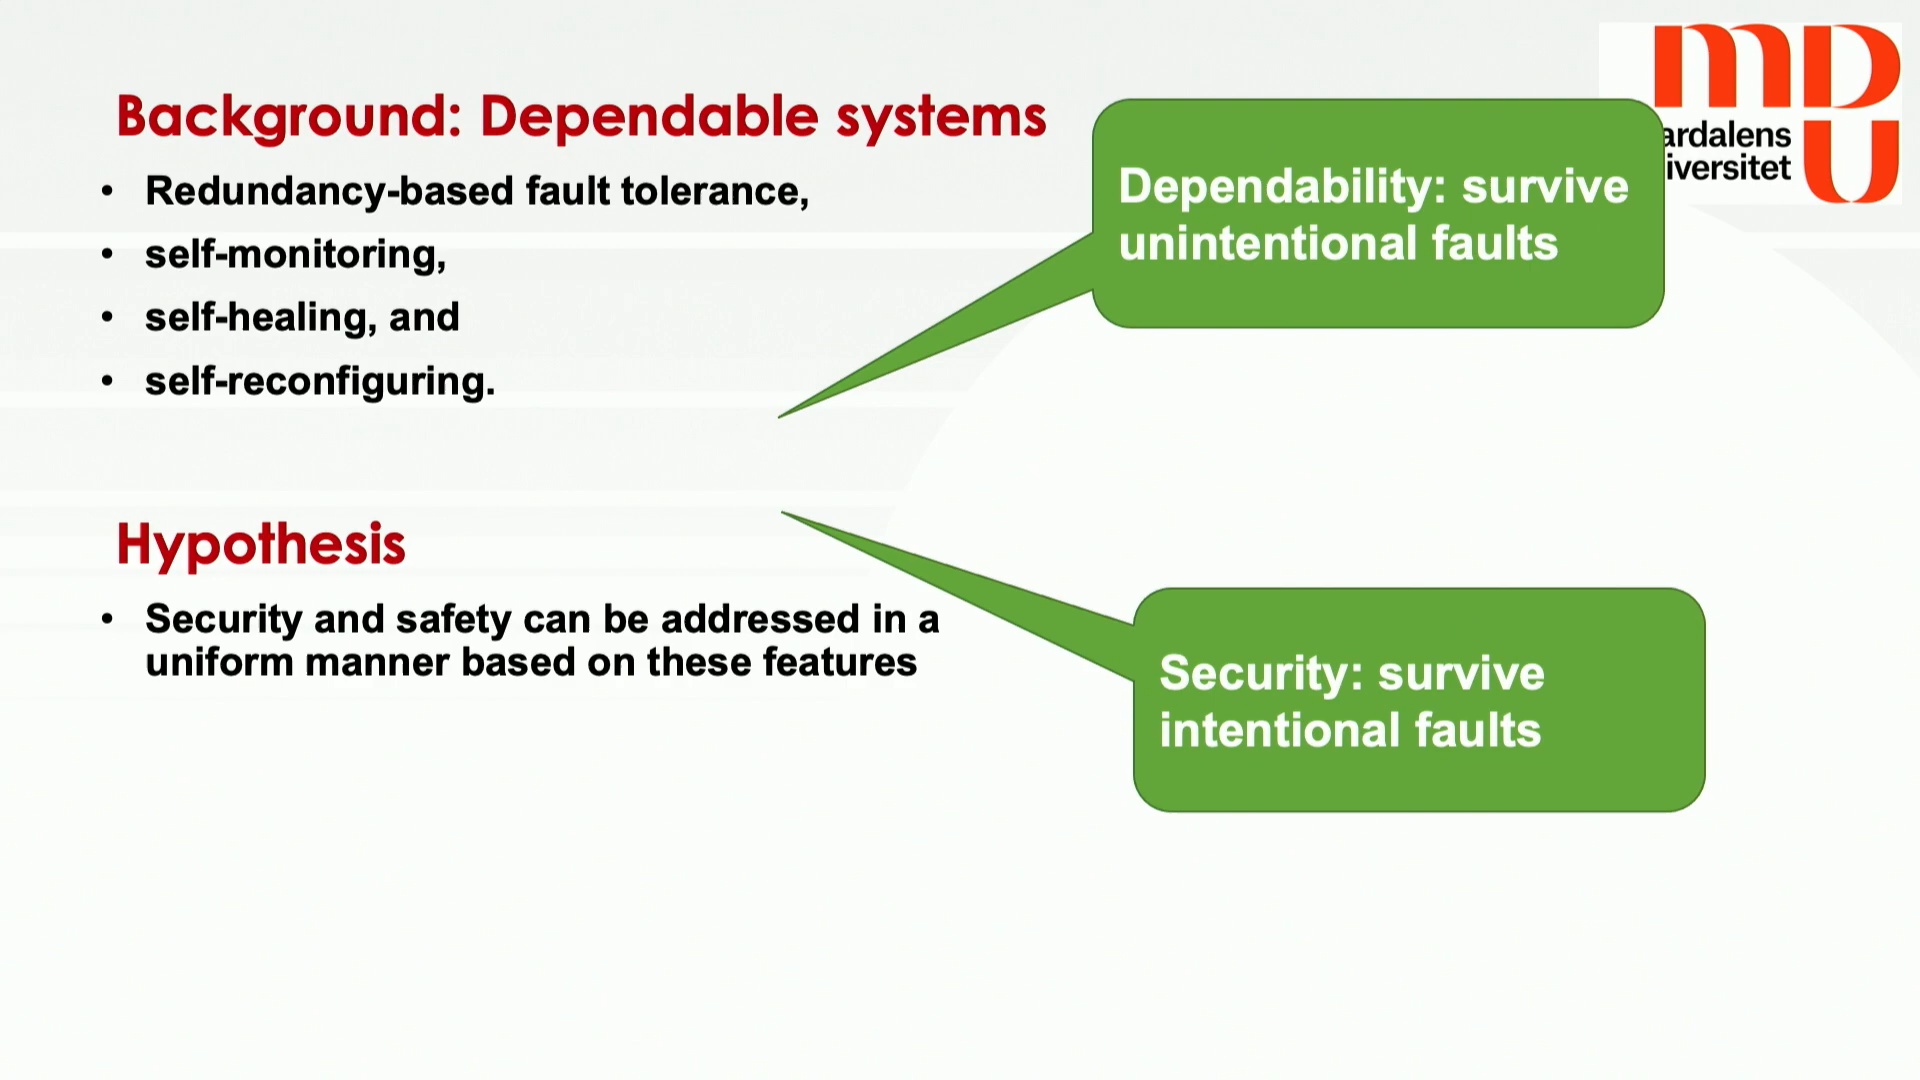 Background: Dependable systems
• Redundancy-based fault tolerance,
• self-monitoring,
• self-healing, and
• self-reconfiguring.
Hypothesis
• Security and safety can be addressed in a
uniform manner based on these features
Dependability: survive
unintentional faults
Security: survive
intentional faults
mDU
ardalens
iversitet